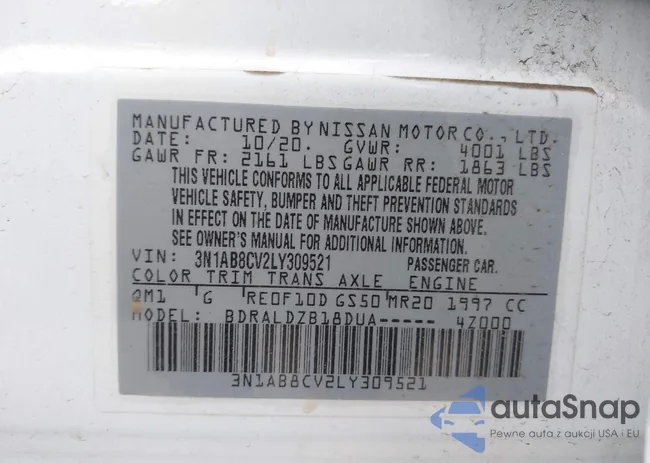 MANUFACTURED BY NISSAN MOTOR CO., LTD.
DATE: 10/20. GVWR: 4001 LBS
GAWR FR: 2161 LBS GAWR RR: 1863 LBS
THIS VEHICLE CONFORMS TO ALL APPLICABLE FEDERAL MOTOR
VEHICLE SAFETY, BUMPER AND THEFT PREVENTION STANDARDS
IN EFFECT ON THE DATE OF MANUFACTURE SHOWN ABOVE.
SEE OWNER'S MANUAL FOR ADDITIONAL INFORMATION.
VIN: 3N1AB8CV2LY309521 PASSENGER CAR.
COLOR TRIM TRANS AXLE ENGINE
QM1 'G RE0F10D GS50 MR20 1997 CC
MODEL: BDRALDZB18DUA----- 4Z000
3N1AB8CV2LY309521
autaSnap
Pewne auta z aukcji USA i EU